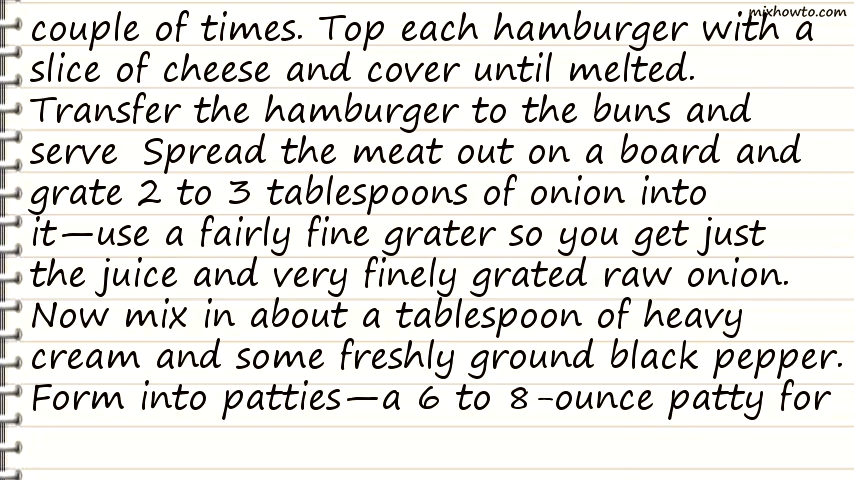 mixhowto.com
couple of times. Top each hamburger with a
slice of cheese and cover until melted.
Transfer the hamburger to the buns and
serve  Spread the meat out on a board and
grate 2 to 3 tablespoons of onion into
it—use a fairly fine grater so you get just
the juice and very finely grated raw onion.
Now mix in about a tablespoon of heavy
cream and some freshly ground black pepper.
Form into patties—a 6 to 8-ounce patty for